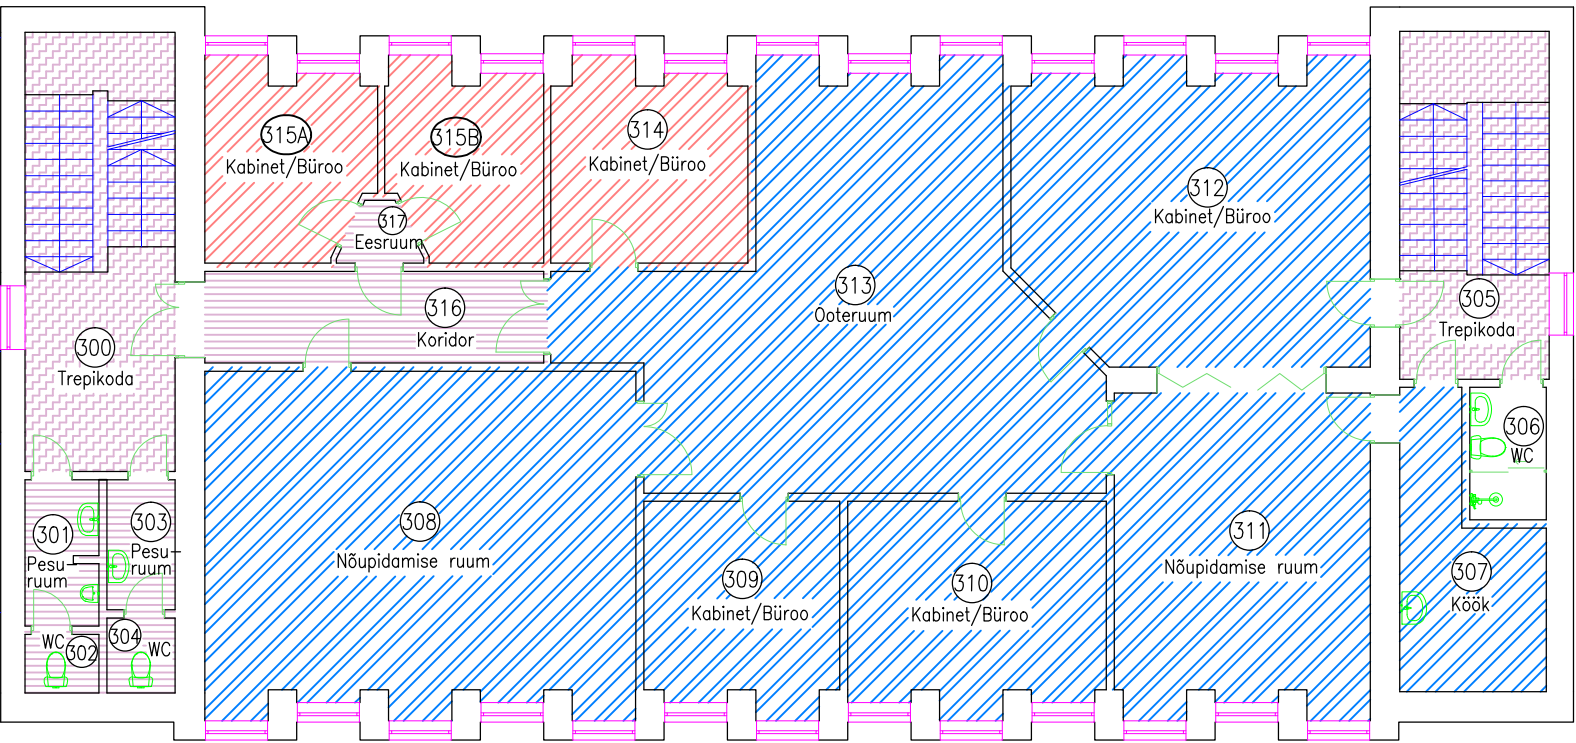 315A
Kabinet/Büroo
315B
Kabinet/Büroo
314
Kabinet/Büroo
312
Kabinet/Büroo
317
Eesruum
313
Ooteruum
316
Koridor
305
Trepikoda
300
Trepikoda
306
WC
301
Pesu-
ruum
303
Pesu-
ruum
308
Nõupidamise ruum
311
Nõupidamise ruum
309
Kabinet/Büroo
310
Kabinet/Büroo
307
Köök
WC
302
304
WC